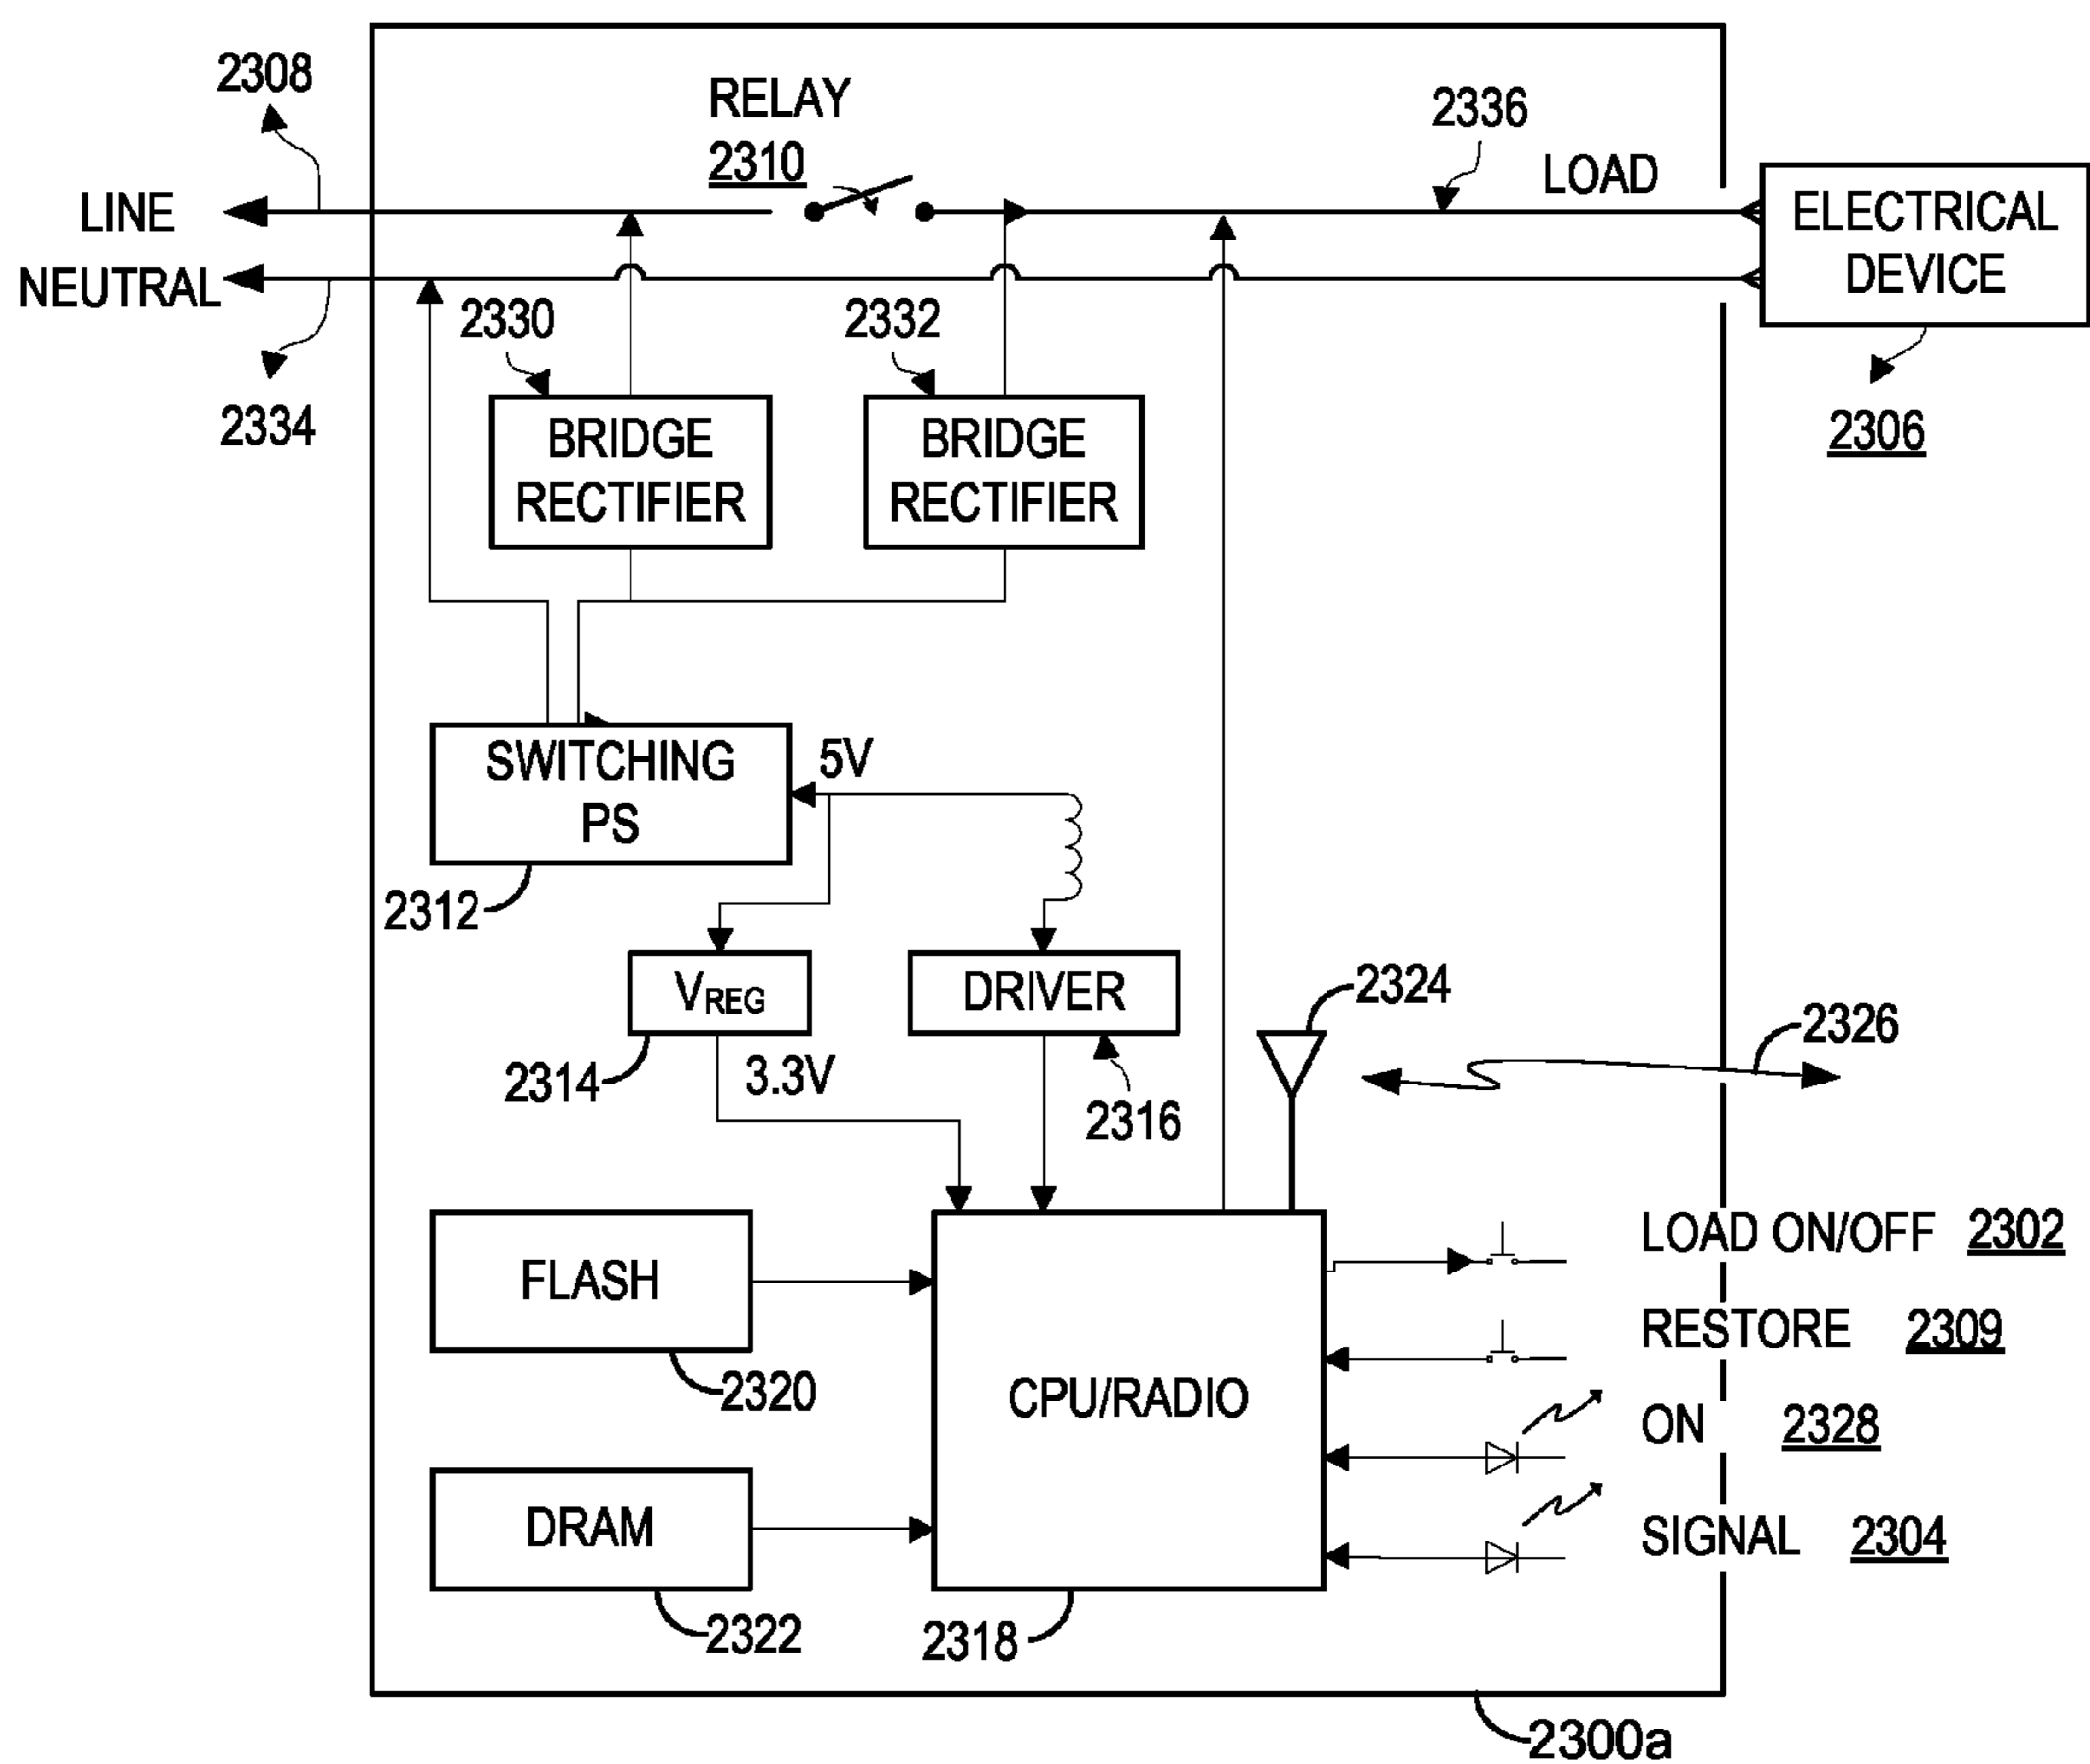 2308
RELAY
2310
2336
LOAD
LINE
NEUTRAL
ELECTRICAL
DEVICE
2306
2334
2330
2332
BRIDGE
RECTIFIER
BRIDGE
RECTIFIER
SWITCHING
PS
5V
2312
VREG
DRIVER
2314
3.3V
2316
2324
2326
FLASH
2320
DRAM
2322
CPU/RADIO
2318
LOAD ON/OFF 2302
RESTORE 2309
ON 2328
SIGNAL 2304
2300a